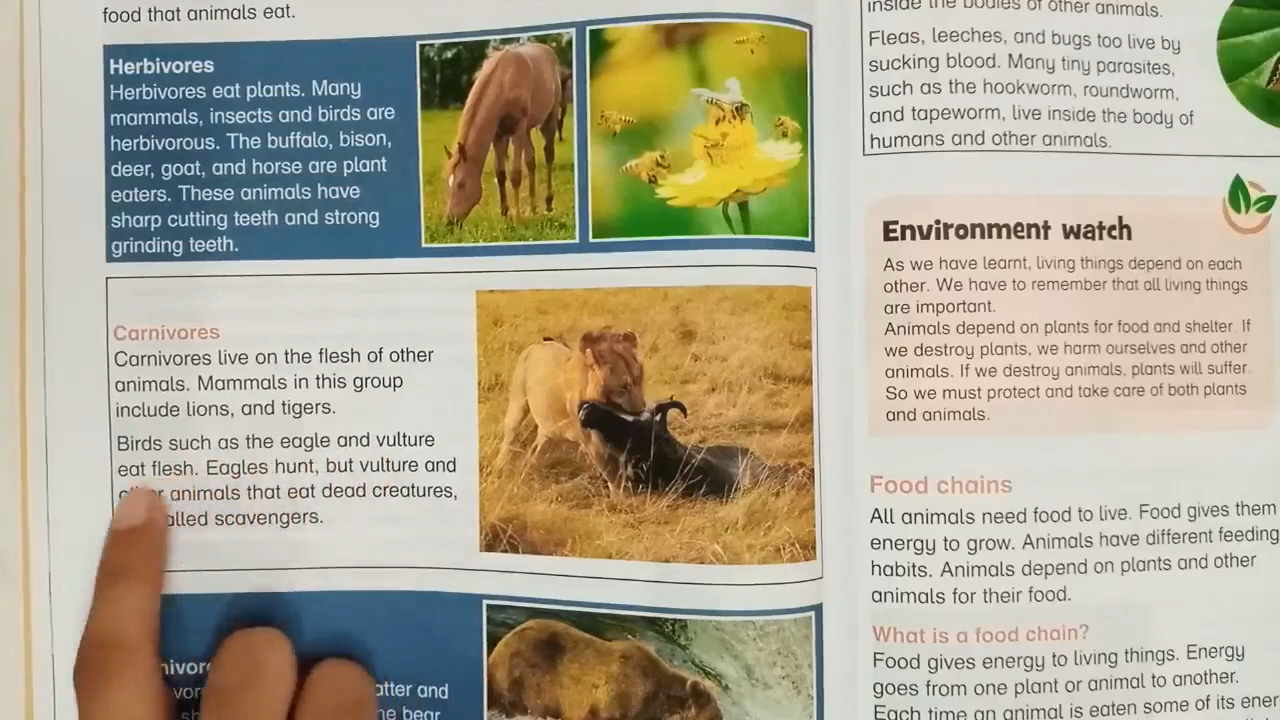 food that animals eat.
Herbivores
Herbivores eat plants. Many
mammals, insects and birds are
herbivorous. The buffalo, bison,
deer, goat, and horse are plant
eaters. These animals have
sharp cutting teeth and strong
grinding teeth.
Carnivores
Carnivores live on the flesh of other
animals. Mammals in this group
include lions, and tigers.
Birds such as the eagle and vulture
eat flesh. Eagles hunt, but vulture and
animals that eat dead creatures,
scavengers.
atter and
bear
inside the bodies of other animals.
Fleas, leeches, and bugs too live by
sucking blood. Many tiny parasites,
such as the hookworm, roundworm,
and tapeworm, live inside the body of
humans and other animals.
Environment watch
As we have learnt, living things depend on each
other. We have to remember that all living things
are important.
Animals depend on plants for food and shelter. If
we destroy plants, we harm ourselves and other
animals. If we destroy animals, plants will suffer.
So we must protect and take care of both plants
and animals.
Food chains
All animals need food to live. Food gives them
energy to grow. Animals have different feeding
habits. Animals depend on plants and other
animals for their food.
What is a food chain?
Food gives energy to living things. Energy
goes from one plant or animal to another.
Each time an animal is eaten some of its